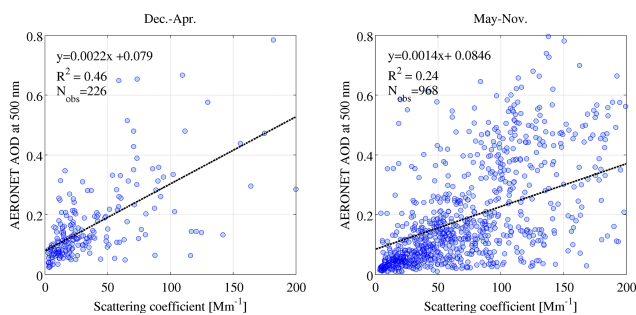 Dec.-Apr.
y=0.0022x +0.079
R2 = 0.46
Nobs=226
AERONET AOD at 500 nm
0.8
0.6
0.4
0.2
0
0 50 100 150 200
Scattering coefficient [Mm-1]
May-Nov.
y=0.0014x+ 0.0846
R2 = 0.24
Nobs=968
AERONET AOD at 500 nm
0.8
0.6
0.4
0.2
0
0 50 100 150 200
Scattering coefficient [Mm-1]